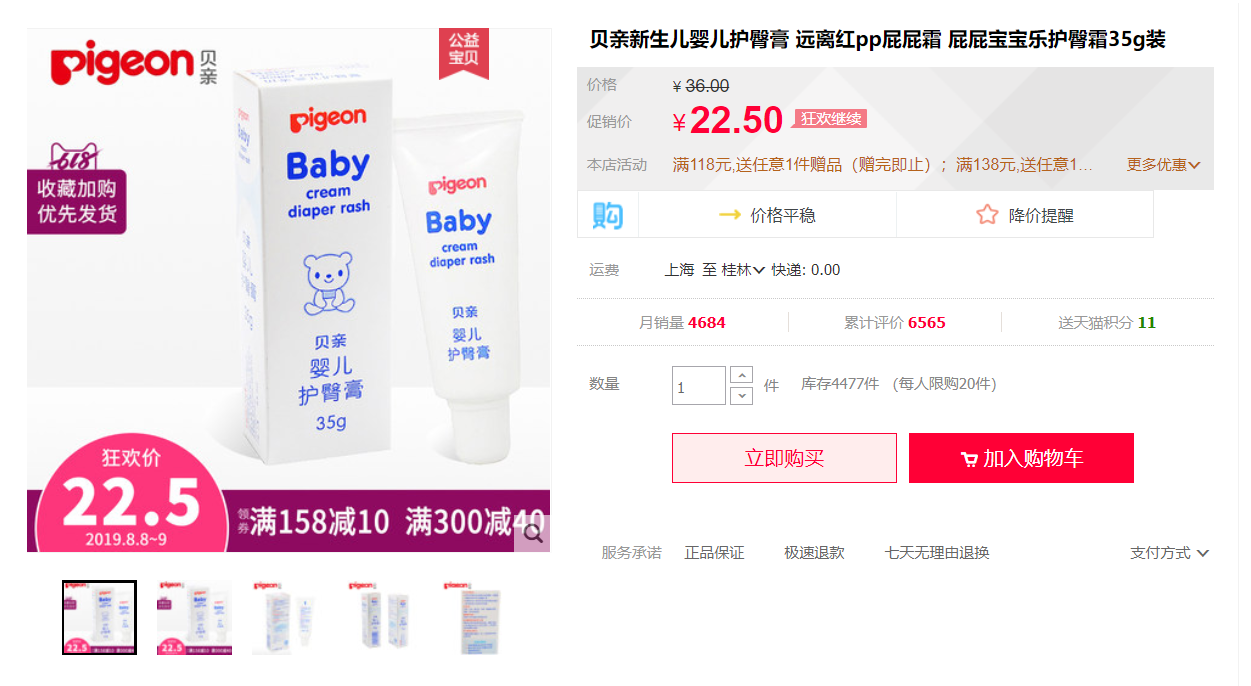 pigeon 贝亲
公益
宝贝
618
收藏加购
优先发货
pigeon
Baby
cream
diaper rash
贝亲
婴儿
护臀膏
35g
pigeon
Baby
cream
diaper rash
贝亲
婴儿
护臀膏
狂欢价
22.5
2019.8.8~9
领券 满158减10 满300减40
贝亲新生儿婴儿护臀膏 远离红pp屁屁霜 屁屁宝宝乐护臀霜35g装
价格 ¥ 36.00
促销价 ¥ 22.50 狂欢继续
本店活动 满118元,送任意1件赠品（赠完即止）；满138元,送任意1... 更多优惠
购 价格平稳 降价提醒
运费 上海 至 桂林 快递: 0.00
月销量 4684 累计评价 6565 送天猫积分 11
数量 1 件 库存4477件 (每人限购20件)
立即购买 加入购物车
服务承诺 正品保证 极速退款 七天无理由退换 支付方式